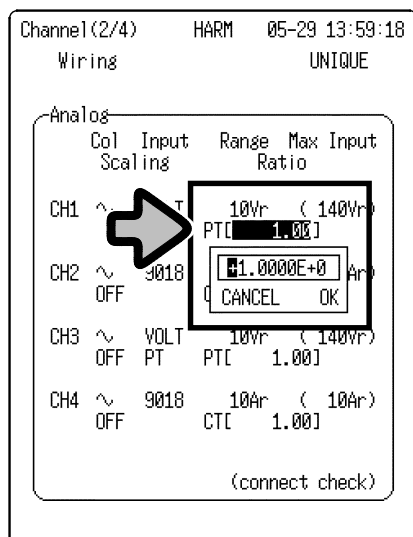 Channel(2/4) HARM 05-29 13:59:18
Wiring UNIQUE
Analog
Col Input Range Max Input
Scaling Ratio
CH1 ∿ T 10Vr ( 140Vr)
PT[ 1.00]
+1.0000E+0
CH2 ∿ 9018 Ar)
OFF CANCEL OK
CH3 ∿ VOLT 10Vr ( 140Vr)
OFF PT PT[ 1.00]
CH4 ∿ 9018 10Ar ( 10Ar)
OFF CT[ 1.00]
(connect check)